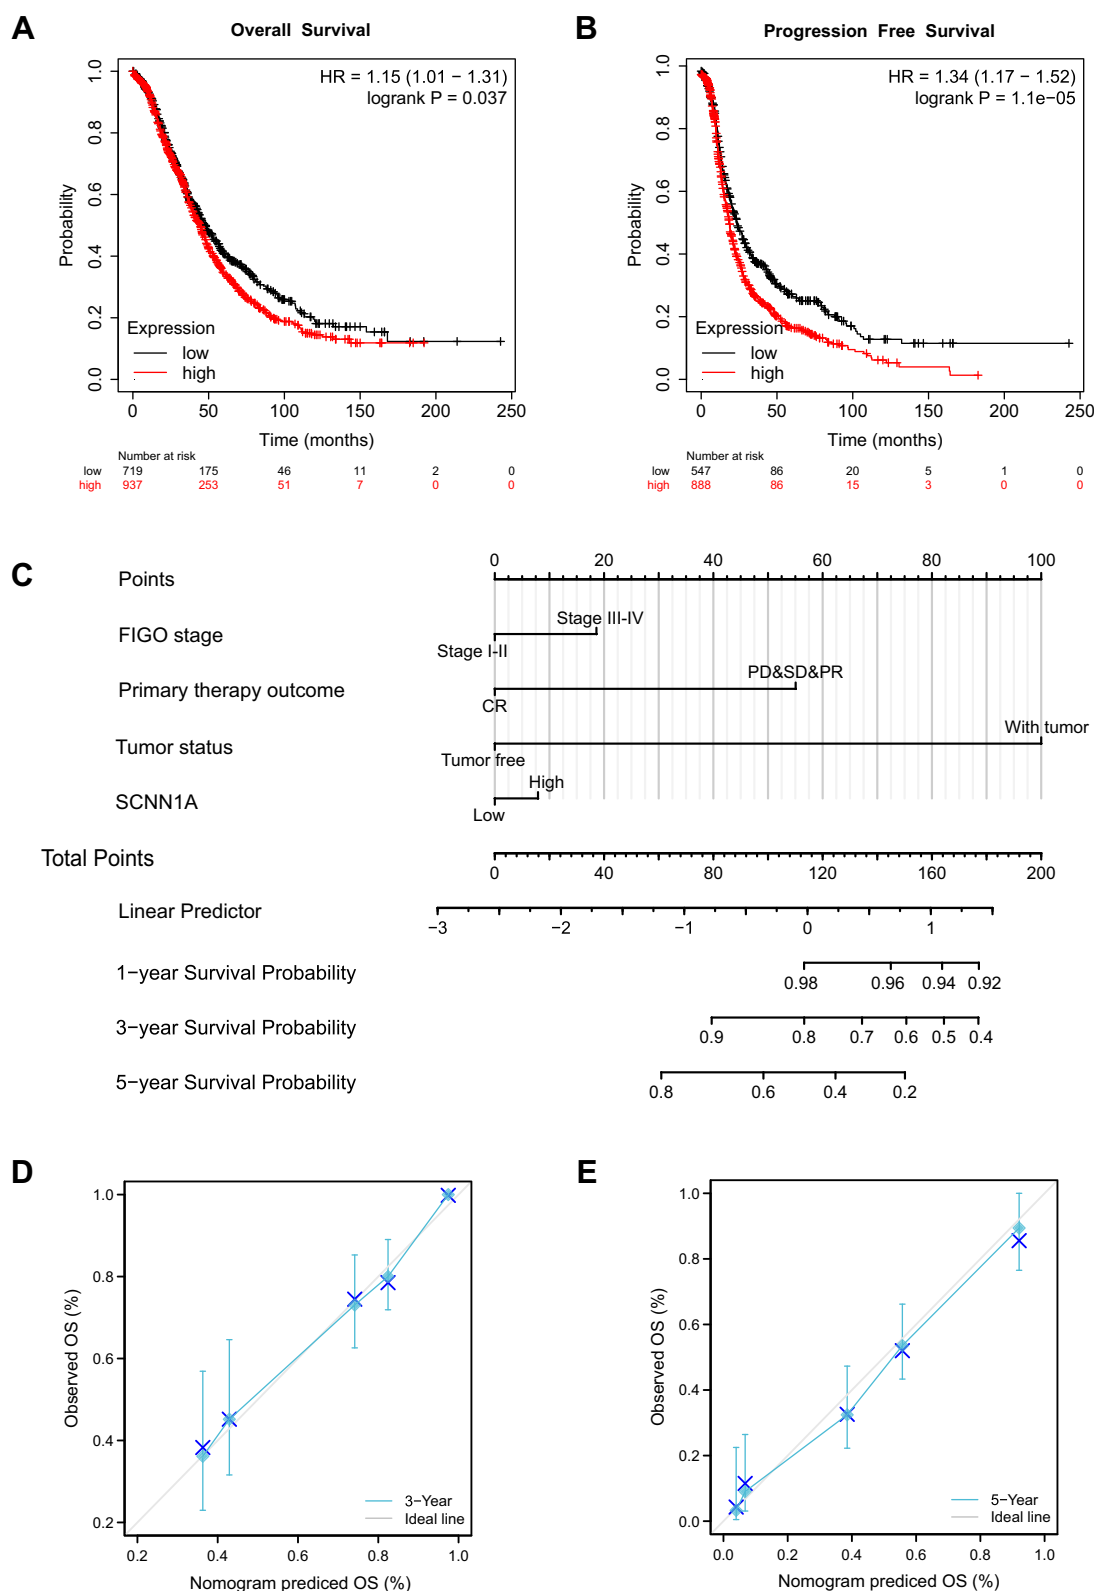 A
Overall Survival
HR = 1.15 (1.01 − 1.31)
logrank P = 0.037
Probability
0.0 0.2 0.4 0.6 0.8 1.0
Expression
low
high
0 50 100 150 200 250
Time (months)
Number at risk
low 719 175 46 11 2 0
high 937 253 51 7 0 0
B
Progression Free Survival
HR = 1.34 (1.17 − 1.52)
logrank P = 1.1e−05
Probability
0.0 0.2 0.4 0.6 0.8 1.0
Expression
low
high
0 50 100 150 200 250
Time (months)
Number at risk
low 547 86 20 5 1 0
high 888 86 15 3 0 0
C
0 20 40 60 80 100
Points
Stage III-IV
FIGO stage
Stage I-II
PD&SD&PR
Primary therapy outcome
CR
With tumor
Tumor status
Tumor free
High
SCNN1A
Low
Total Points
0 40 80 120 160 200
Linear Predictor
−3 −2 −1 0 1
1−year Survival Probability
0.98 0.96 0.94 0.92
3−year Survival Probability
0.9 0.8 0.7 0.6 0.5 0.4
5−year Survival Probability
0.8 0.6 0.4 0.2
D
Observed OS (%)
1.0
0.8
0.6
0.4
0.2
3−Year
Ideal line
0.2 0.4 0.6 0.8 1.0
Nomogram prediced OS (%)
E
Observed OS (%)
1.0
0.8
0.6
0.4
0.2
0.0
5−Year
Ideal line
0.0 0.2 0.4 0.6 0.8 1.0
Nomogram prediced OS (%)